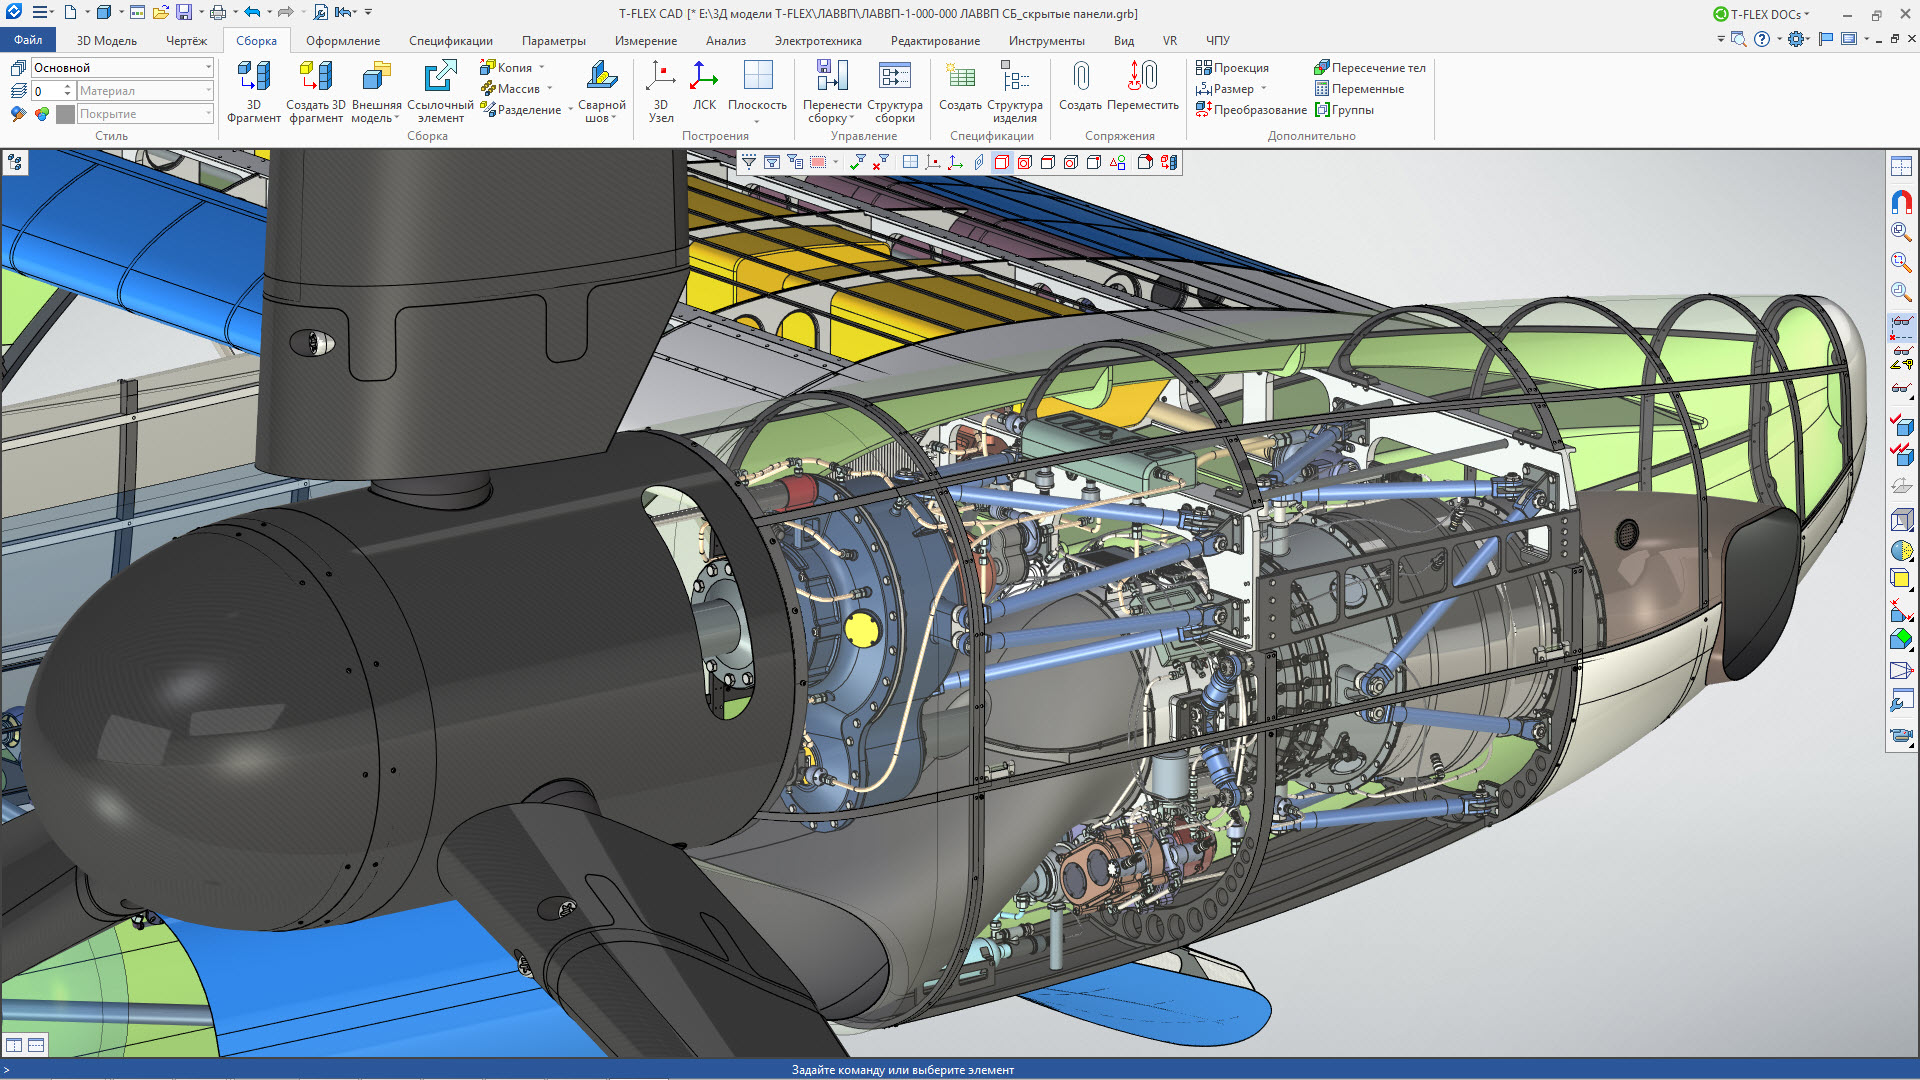 T-FLEX CAD [* E:\3Д модели T-FLEX\ЛАВВП\ЛАВВП-1-000-000 ЛАВВП СБ_скрытые панели.grb]
T-FLEX DOCs
Файл
3D Модель
Чертёж
Сборка
Оформление
Спецификации
Параметры
Измерение
Анализ
Электротехника
Редактирование
Инструменты
Вид
VR
ЧПУ
Основной
0
Материал
Покрытие
Стиль
3D Фрагмент
Создать 3D фрагмент
Внешняя модель
Ссылочный элемент
Копия
Массив
Разделение
Сварной шов
Сборка
3D Узел
ЛСК
Плоскость
Построения
Перенести сборку
Структура сборки
Управление
Создать
Структура изделия
Спецификации
Создать
Переместить
Сопряжения
Проекция
Размер
Преобразование
Пересечение тел
Переменные
Группы
Дополнительно
>
Задайте команду или выберите элемент